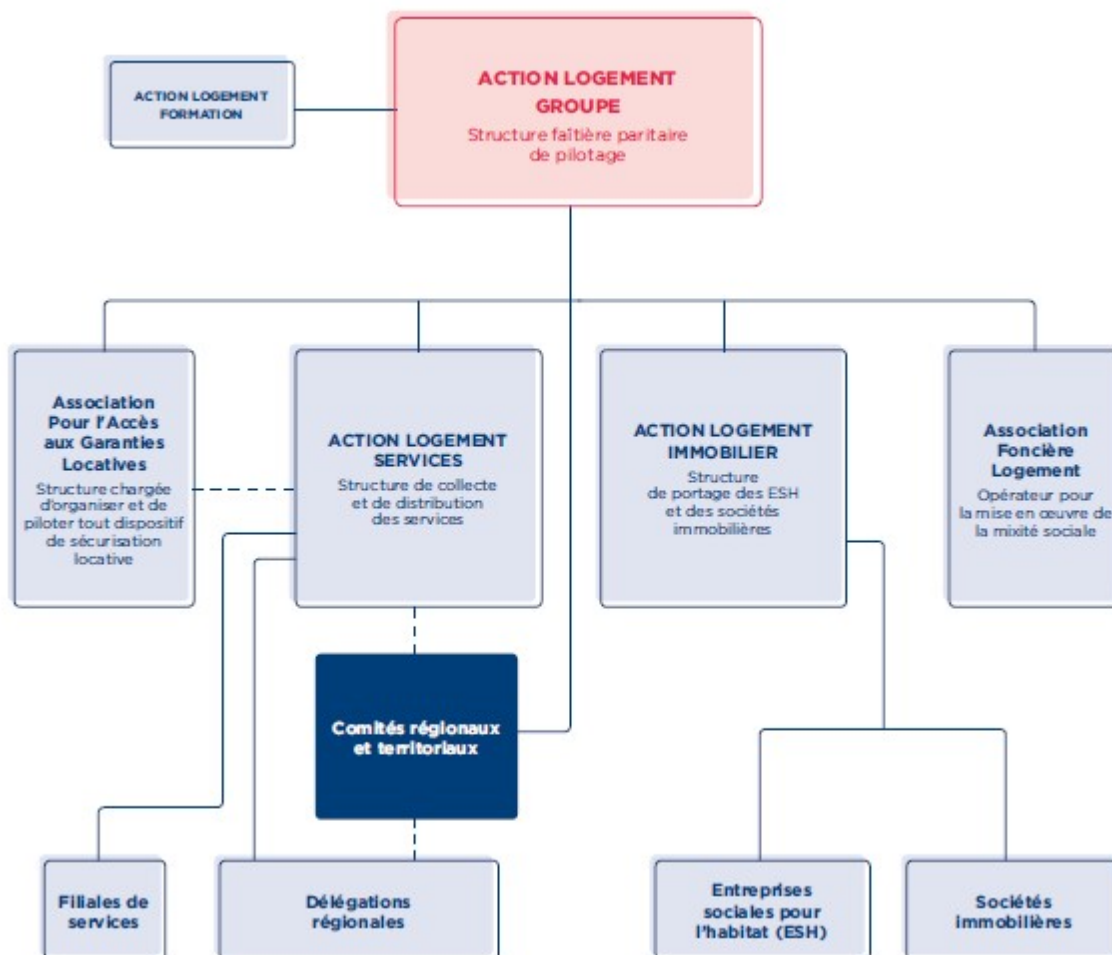 ACTION LOGEMENT
FORMATION
ACTION LOGEMENT
GROUPE
Structure faîtière paritaire
de pilotage
Association
Pour l'Accès
aux Garanties
Locatives
Structure chargée
d'organiser et de
piloter tout dispositif
de sécurisation
locative
ACTION LOGEMENT
SERVICES
Structure de collecte
et de distribution
des services
ACTION LOGEMENT
IMMOBILIER
Structure
de portage des ESH
et des sociétés
immobilières
Association
Foncière
Logement
Opérateur pour
la mise en œuvre de
la mixité sociale
Comités régionaux
et territoriaux
Filiales de
services
Délégations
régionales
Entreprises
sociales pour
l'habitat (ESH)
Sociétés
immobilières